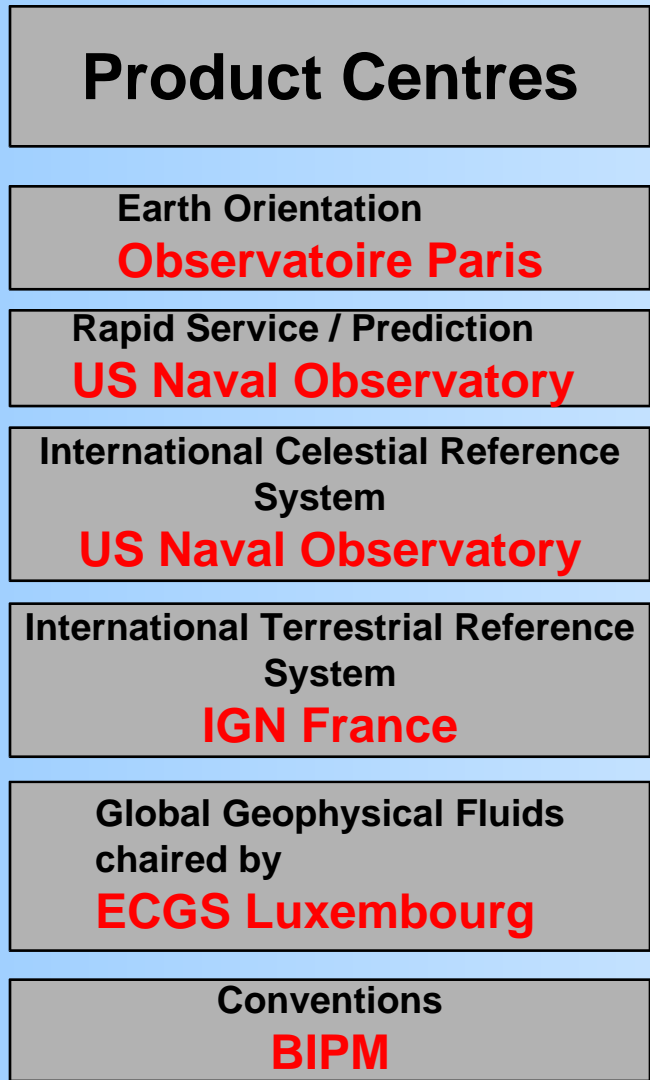 Product Centres
Earth Orientation
Observatoire Paris
Rapid Service / Prediction
US Naval Observatory
International Celestial Reference
System
US Naval Observatory
International Terrestrial Reference
System
IGN France
Global Geophysical Fluids
chaired by
ECGS Luxembourg
Conventions
BIPM